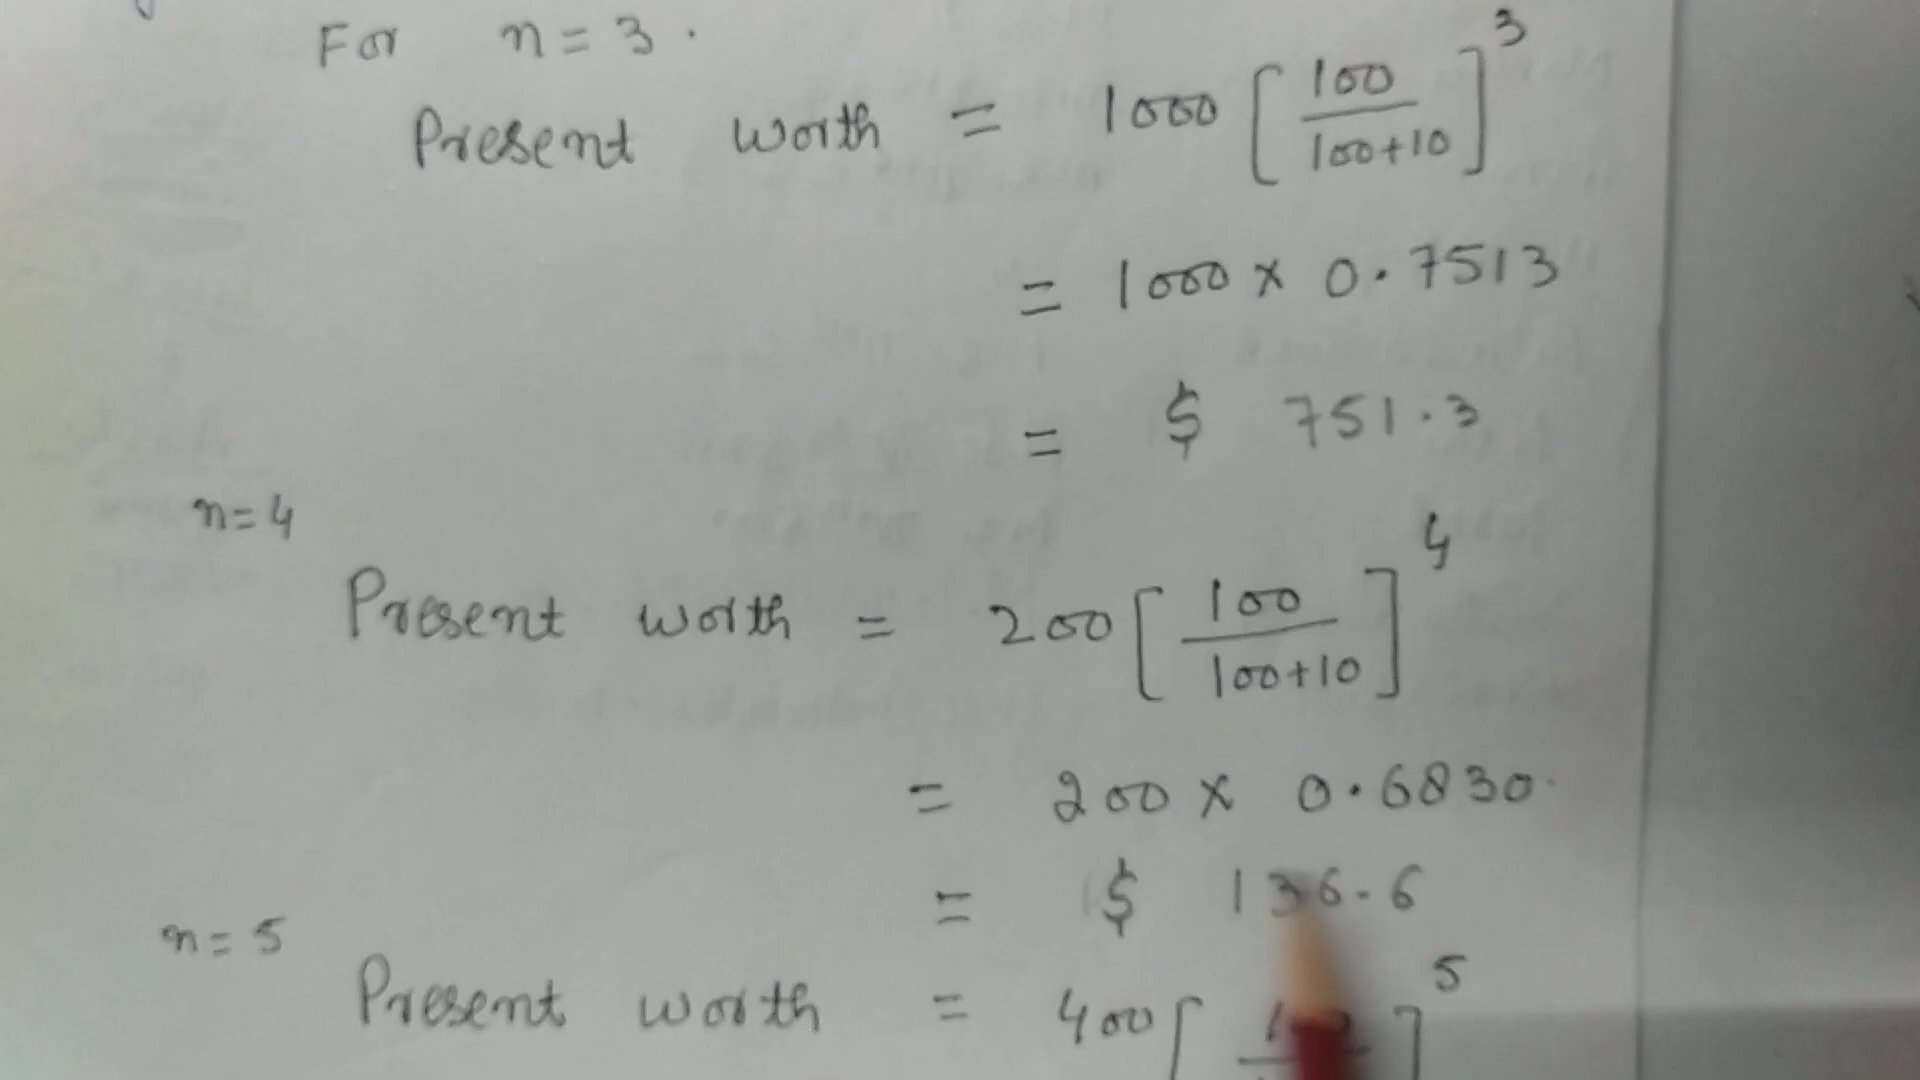 For n = 3.
Present worth = 1000 [ 100 / 100+10 ]^3
= 1000 × 0.7513
= $ 751.3
n = 4
Present worth = 200 [ 100 / 100+10 ]^4
= 200 × 0.6830.
= $ 136.6
n = 5
Present worth = 400 [ ]^5